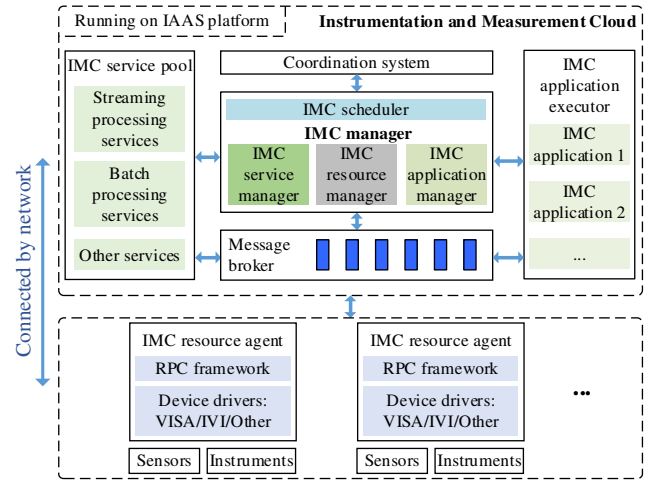 Running on IAAS platform
Instrumentation and Measurement Cloud
IMC service pool
Streaming
processing
services
Batch
processing
services
Other services
Coordination system
IMC scheduler
IMC manager
IMC
service
manager
IMC
resource
manager
IMC
application
manager
Message
broker
IMC
application
executor
IMC
application 1
IMC
application 2
...
Connected by network
IMC resource agent
RPC framework
Device drivers:
VISA/IVI/Other
Sensors
Instruments
IMC resource agent
RPC framework
Device drivers:
VISA/IVI/Other
Sensors
Instruments
...